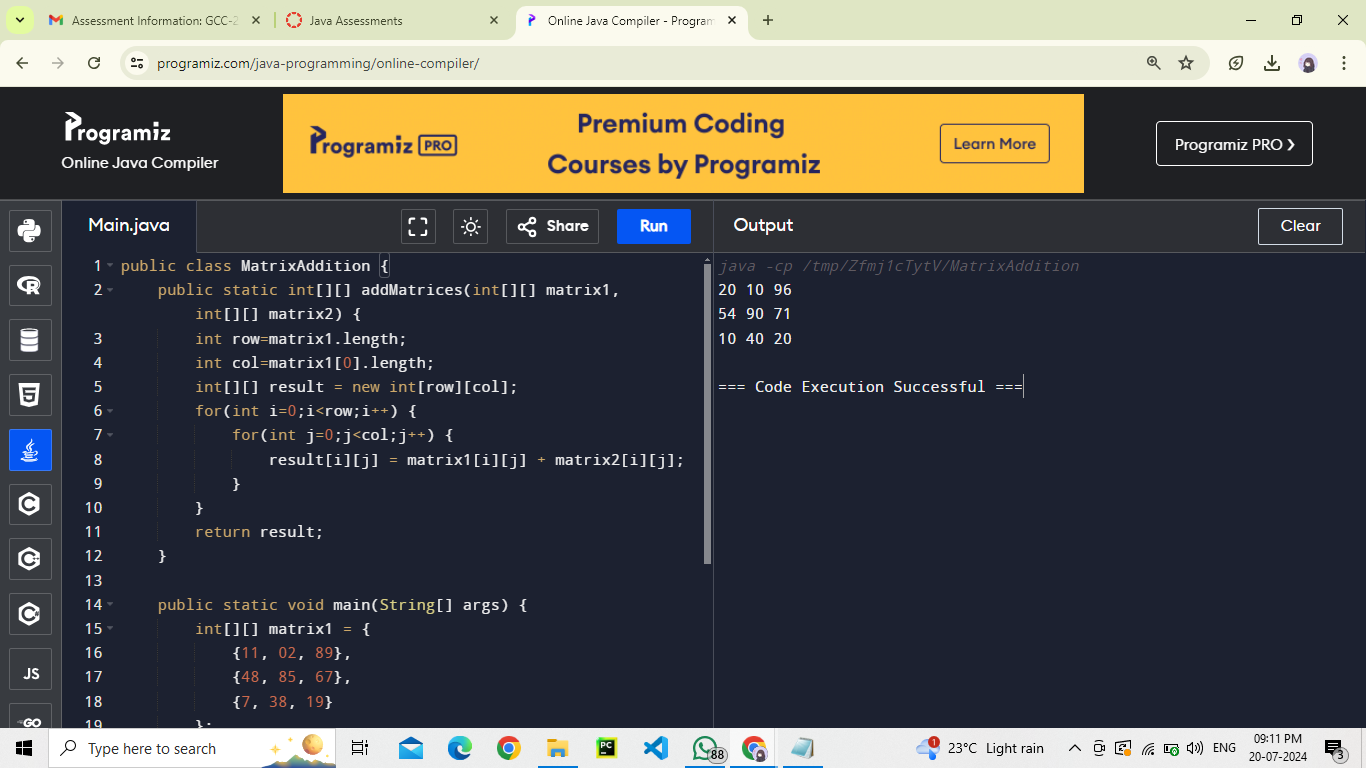 Assessment Information: GCC-2
Java Assessments
Online Java Compiler - Program
programiz.com/java-programming/online-compiler/
Programiz
Online Java Compiler
Programiz PRO
Premium Coding
Courses by Programiz
Learn More
Programiz PRO ❯
Main.java
Share
Run
Output
Clear
1 public class MatrixAddition {
2 public static int[][] addMatrices(int[][] matrix1,
int[][] matrix2) {
3 int row=matrix1.length;
4 int col=matrix1[0].length;
5 int[][] result = new int[row][col];
6 for(int i=0;i<row;i++) {
7 for(int j=0;j<col;j++) {
8 result[i][j] = matrix1[i][j] + matrix2[i][j];
9 }
10 }
11 return result;
12 }
13
14 public static void main(String[] args) {
15 int[][] matrix1 = {
16 {11, 02, 89},
17 {48, 85, 67},
18 {7, 38, 19}
19 };
java -cp /tmp/Zfmj1cTytV/MatrixAddition
20 10 96
54 90 71
10 40 20
=== Code Execution Successful ===
JS
GO
Type here to search
PC
88
1
23°C Light rain
ENG
09:11 PM
20-07-2024
3